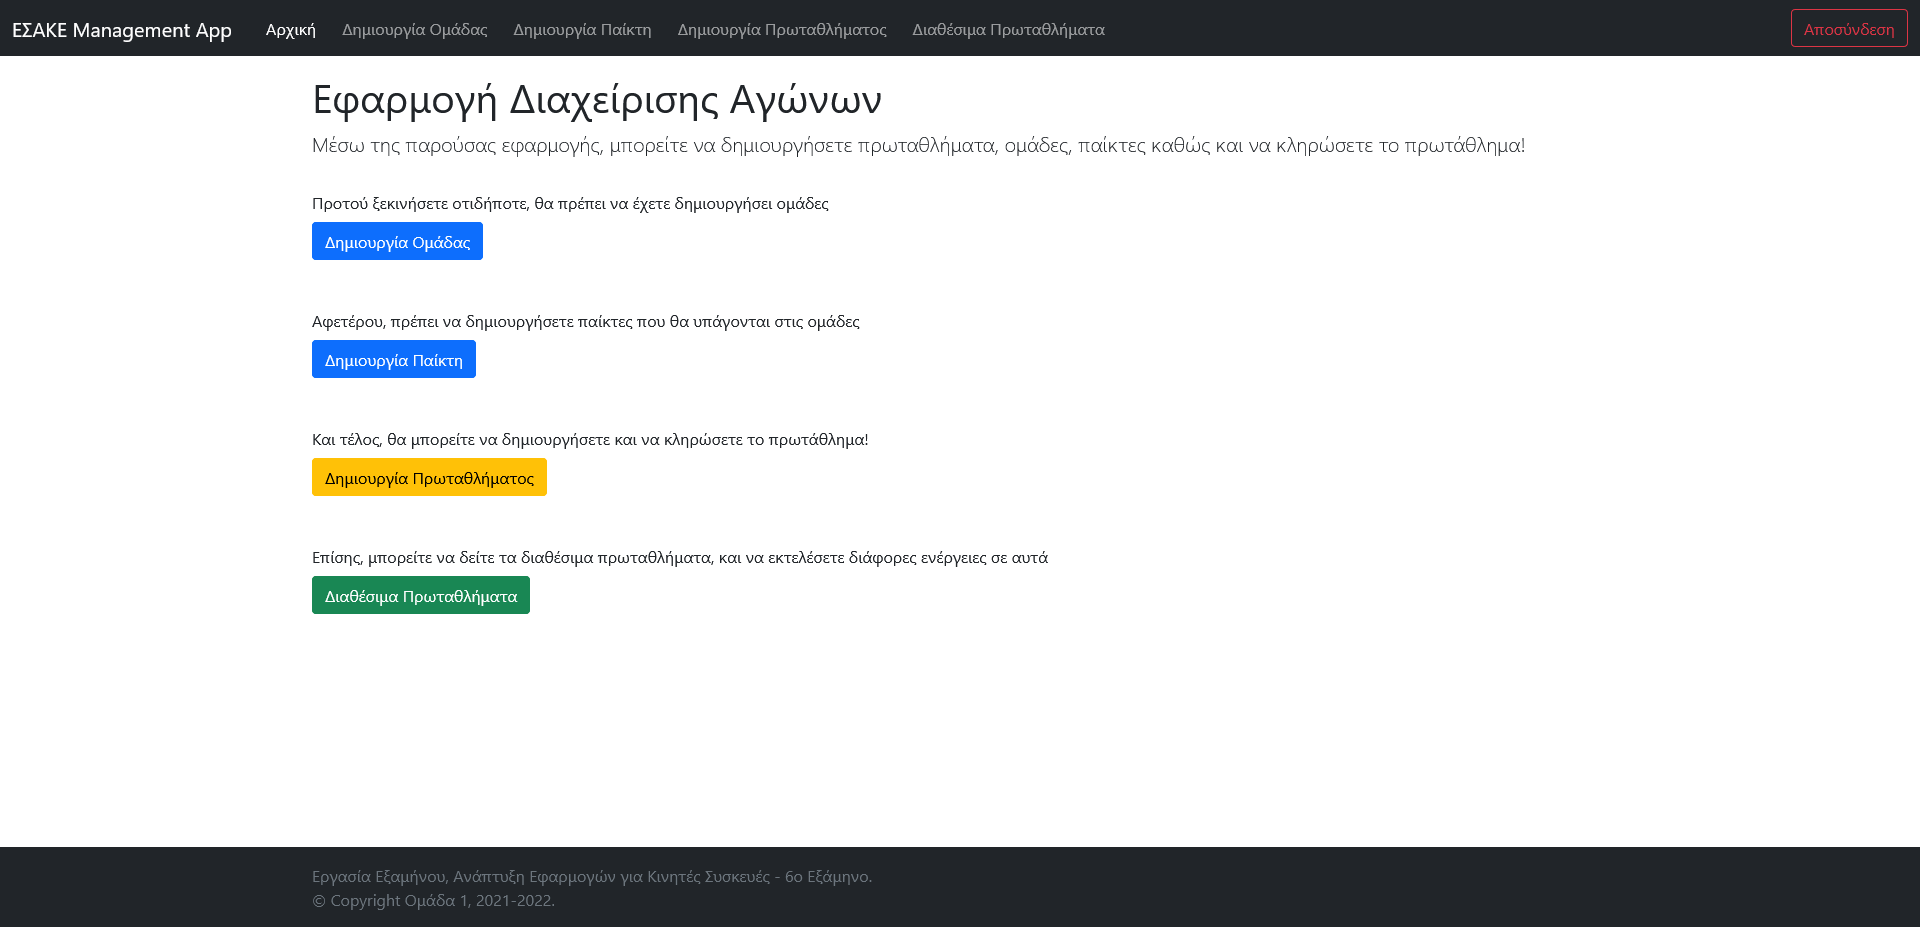 ΕΣΑΚΕ Management App
Αρχική
Δημιουργία Ομάδας
Δημιουργία Παίκτη
Δημιουργία Πρωταθλήματος
Διαθέσιμα Πρωταθλήματα
Αποσύνδεση
Εφαρμογή Διαχείρισης Αγώνων
Μέσω της παρούσας εφαρμογής, μπορείτε να δημιουργήσετε πρωταθλήματα, ομάδες, παίκτες καθώς και να κληρώσετε το πρωτάθλημα!
Προτού ξεκινήσετε οτιδήποτε, θα πρέπει να έχετε δημιουργήσει ομάδες
Δημιουργία Ομάδας
Αφετέρου, πρέπει να δημιουργήσετε παίκτες που θα υπάγονται στις ομάδες
Δημιουργία Παίκτη
Και τέλος, θα μπορείτε να δημιουργήσετε και να κληρώσετε το πρωτάθλημα!
Δημιουργία Πρωταθλήματος
Επίσης, μπορείτε να δείτε τα διαθέσιμα πρωταθλήματα, και να εκτελέσετε διάφορες ενέργειες σε αυτά
Διαθέσιμα Πρωταθλήματα
Εργασία Εξαμήνου, Ανάπτυξη Εφαρμογών για Κινητές Συσκευές - 6ο Εξάμηνο.
© Copyright Ομάδα 1, 2021-2022.